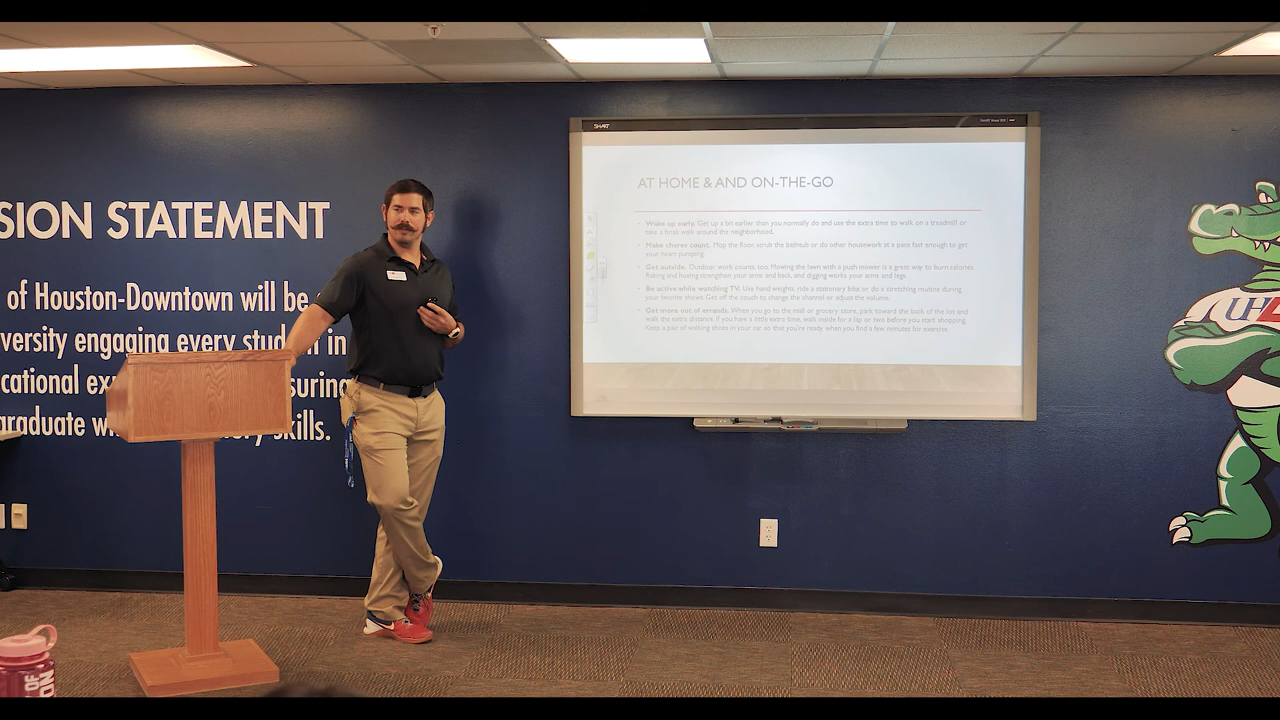 SION STATEMENT
of Houston-Downtown will be
versity engaging every student in
cational suring
graduate skills.
SMART
AT HOME & AND ON-THE-GO
• Wake up early. Get up a bit earlier than you normally do and use the extra time to walk on a treadmill or
take a brisk walk around the neighborhood.
• Make chores count. Mop the floor, scrub the bathtub or do other housework at a pace fast enough to get
your heart pumping.
• Get outside. Outdoor work counts, too. Mowing the lawn with a push mower is a great way to burn calories.
Raking and hoeing strengthen your arms and back, and digging works your arms and legs.
• Be active while watching TV. Use hand weights, ride a stationary bike or do a stretching routine during
your favorite shows. Get off the couch to change the channel or adjust the volume.
• Get more out of errands. When you go to the mall or grocery store, park toward the back of the lot and
walk the extra distance. If you have a little extra time, walk inside for a lap or two before you start shopping.
Keep a pair of walking shoes in your car so that you're ready when you find a few minutes for exercise.